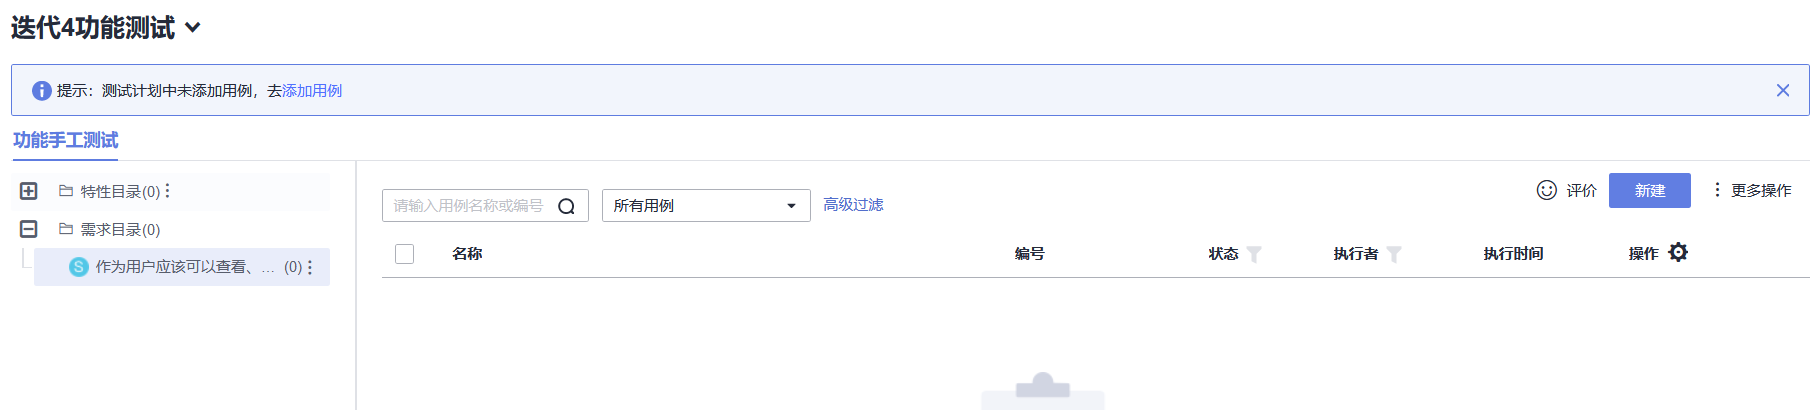 迭代4功能测试
提示：测试计划中未添加用例，去添加用例
功能手工测试
特性目录(0)
需求目录(0)
S 作为用户应该可以查看、... (0)
请输入用例名称或编号
所有用例
高级过滤
评价
新建
更多操作
名称 编号 状态 执行者 执行时间 操作